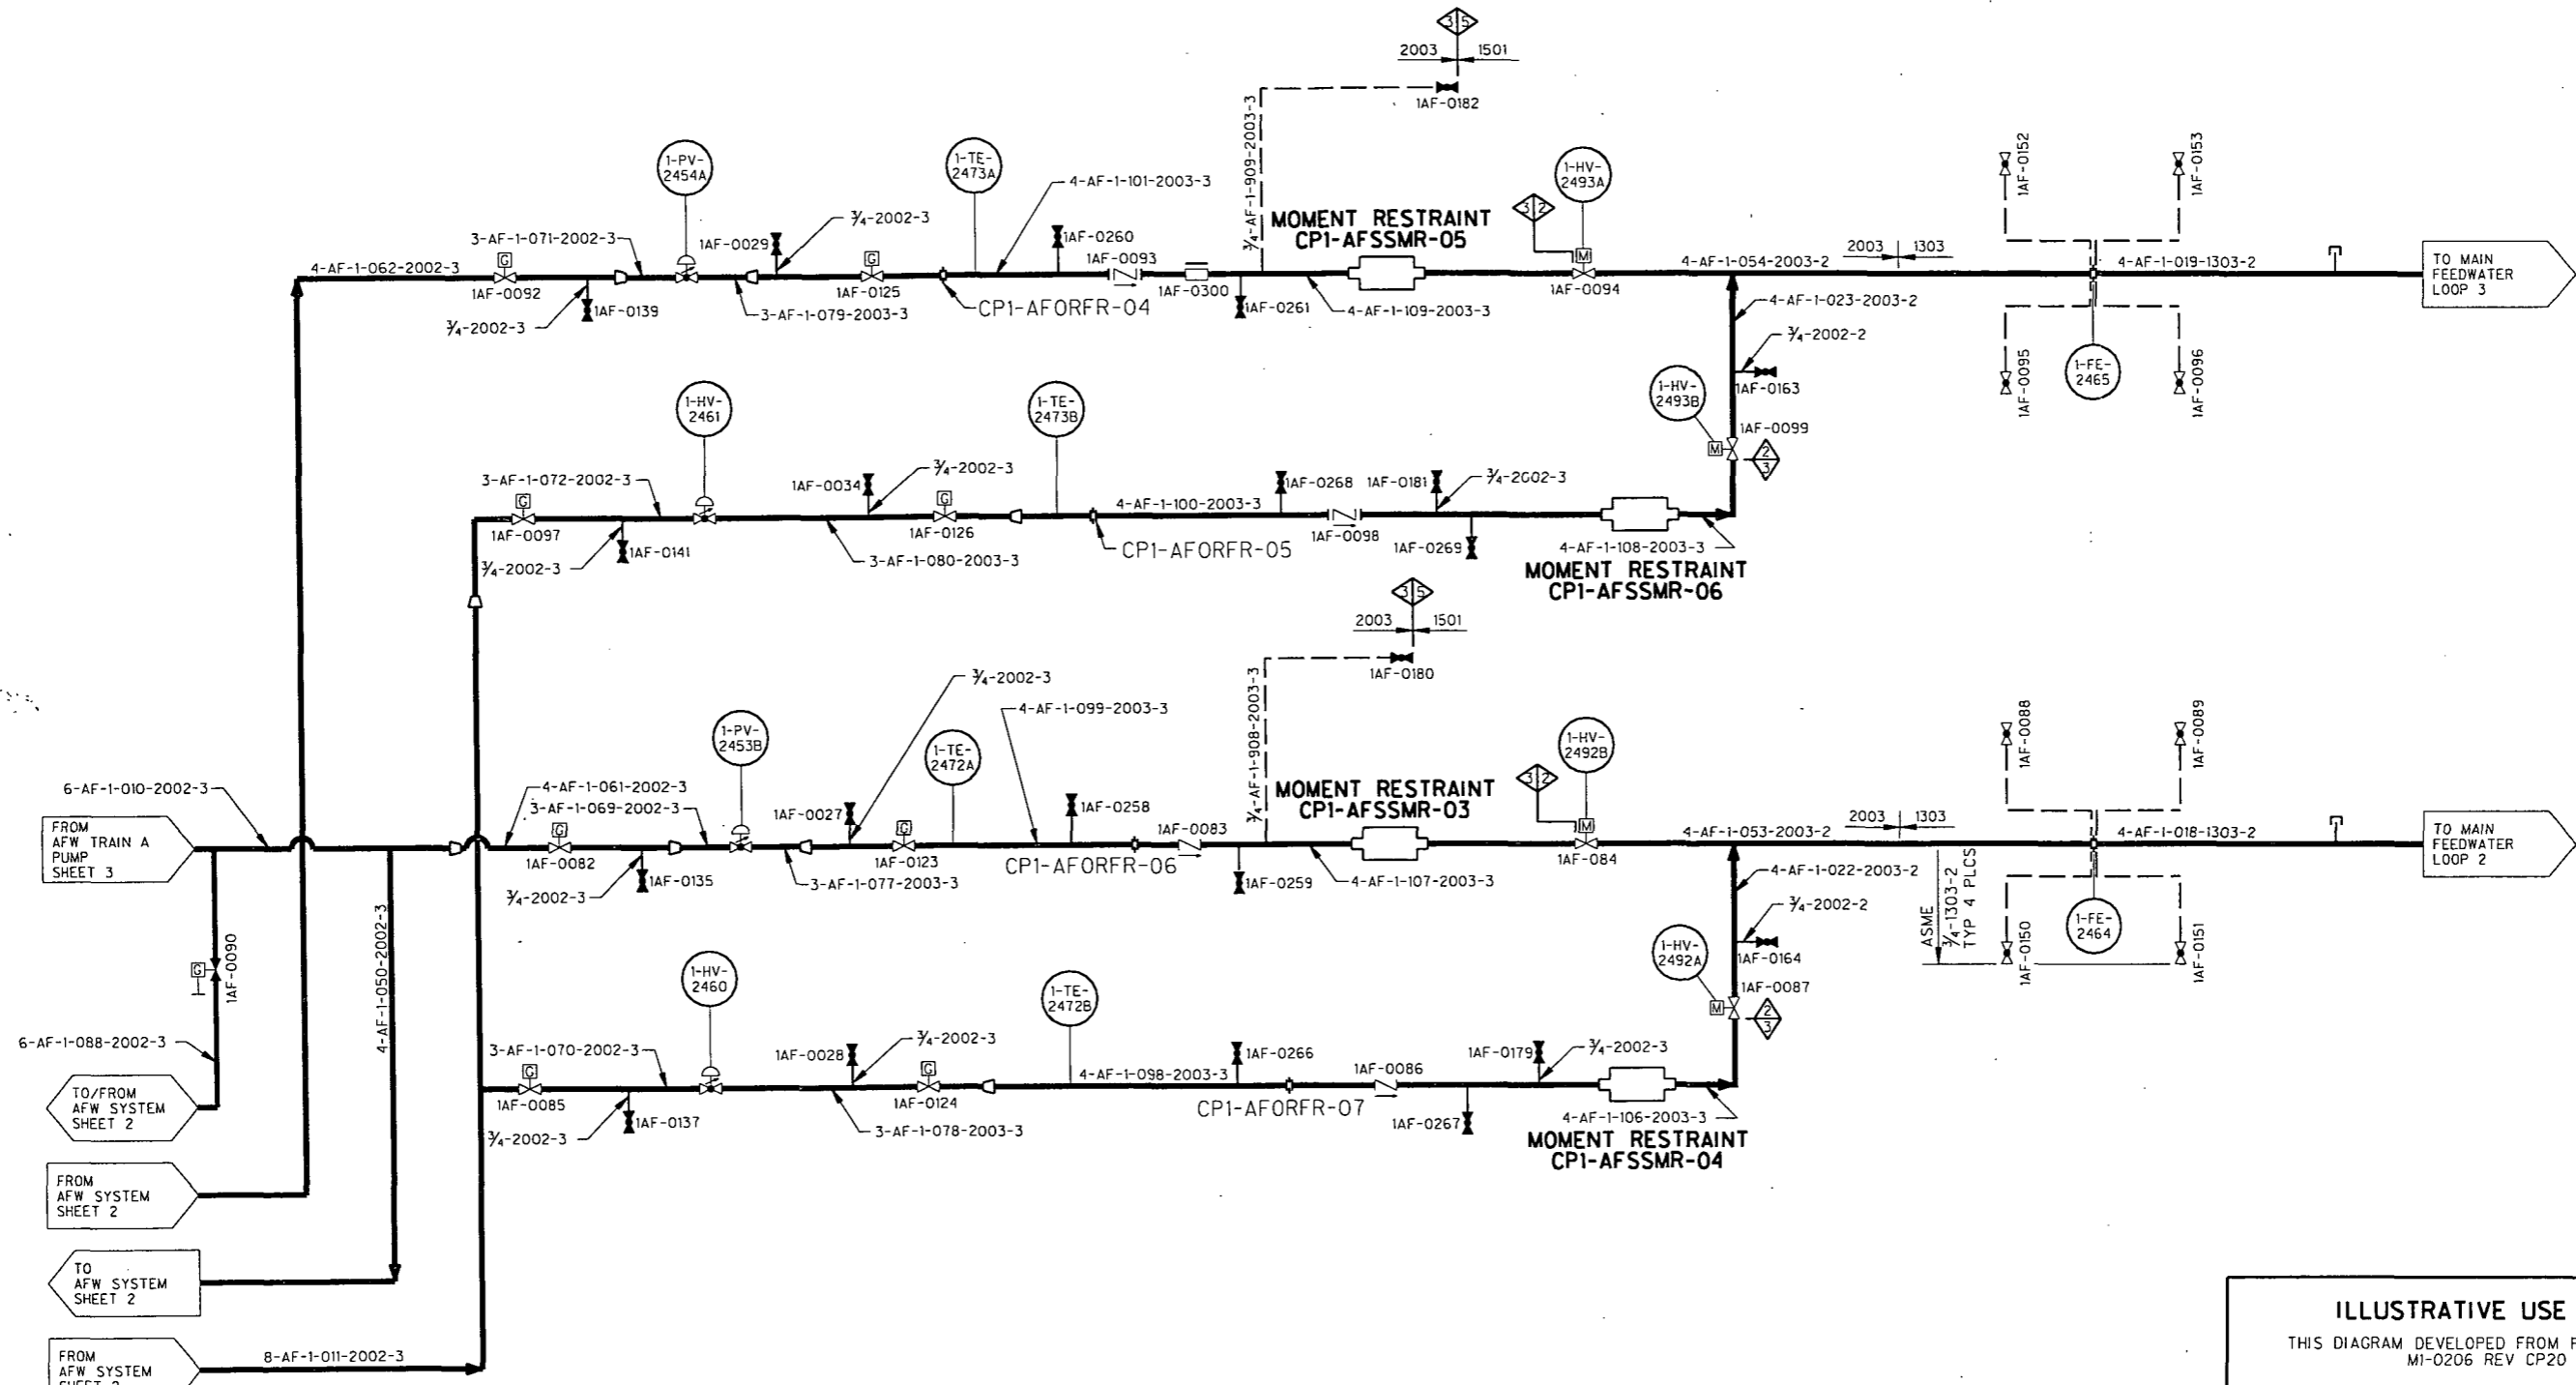 3 5
2003
1501
1AF-0182
3/4-AF-1-909-2003-3
1-PV-
2454A
1-TE-
2473A
4-AF-1-101-2003-3
1-HV-
2493A
3 2
1AF-0152
1AF-0153
3-AF-1-071-2002-3
1AF-0029
3/4-2002-3
1AF-0260
MOMENT RESTRAINT
CP1-AFSSMR-05
4-AF-1-062-2002-3
G
G
1AF-0093
M
4-AF-1-054-2003-2
2003
1303
4-AF-1-019-1303-2
TO MAIN
FEEDWATER
LOOP 3
1AF-0092
1AF-0125
1AF-0300
1AF-0094
3/4-2002-3
1AF-0139
3-AF-1-079-2003-3
CP1-AFORFR-04
1AF-0261
4-AF-1-109-2003-3
4-AF-1-023-2003-2
3/4-2002-2
1AF-0163
1-HV-
2493B
1AF-0099
M
2
3
1AF-0095
1AF-0096
1-FE-
2465
1-HV-
2461
1-TE-
2473B
3-AF-1-072-2002-3
1AF-0034
3/4-2002-3
1AF-0268
1AF-0181
3/4-2002-3
G
G
4-AF-1-100-2003-3
1AF-0097
1AF-0126
1AF-0098
3/4-2002-3
1AF-0141
3-AF-1-080-2003-3
CP1-AFORFR-05
1AF-0269
4-AF-1-108-2003-3
MOMENT RESTRAINT
CP1-AFSSMR-06
3 5
2003
1501
1AF-0180
3/4-AF-1-908-2003-3
3/4-2002-3
4-AF-1-099-2003-3
1-PV-
2453B
1-TE-
2472A
1-HV-
2492B
3 2
1AF-0088
1AF-0089
6-AF-1-010-2002-3
4-AF-1-061-2002-3
3-AF-1-069-2002-3
1AF-0027
1AF-0258
MOMENT RESTRAINT
CP1-AFSSMR-03
FROM
AFW TRAIN A
PUMP
SHEET 3
G
G
1AF-0083
M
4-AF-1-053-2003-2
2003
1303
4-AF-1-018-1303-2
TO MAIN
FEEDWATER
LOOP 2
1AF-0082
1AF-0123
CP1-AFORFR-06
1AF-084
3/4-2002-3
1AF-0135
3-AF-1-077-2003-3
1AF-0259
4-AF-1-107-2003-3
4-AF-1-022-2003-2
3/4-2002-2
1AF-0164
1-HV-
2492A
1AF-0087
M
2
3
ASME
3/4-1303-2
TYP 4 PLCS
1AF-0150
1AF-0151
1-FE-
2464
G
1AF-0090
4-AF-1-050-2002-3
1-HV-
2460
1-TE-
2472B
6-AF-1-088-2002-3
3-AF-1-070-2002-3
1AF-0028
3/4-2002-3
1AF-0266
1AF-0179
3/4-2002-3
G
G
4-AF-1-098-2003-3
1AF-0086
1AF-0085
1AF-0124
CP1-AFORFR-07
3/4-2002-3
1AF-0137
3-AF-1-078-2003-3
1AF-0267
4-AF-1-106-2003-3
MOMENT RESTRAINT
CP1-AFSSMR-04
TO/FROM
AFW SYSTEM
SHEET 2
FROM
AFW SYSTEM
SHEET 2
TO
AFW SYSTEM
SHEET 2
FROM
AFW SYSTEM
8-AF-1-011-2002-3
ILLUSTRATIVE USE
THIS DIAGRAM DEVELOPED FROM
M1-0206 REV CP20